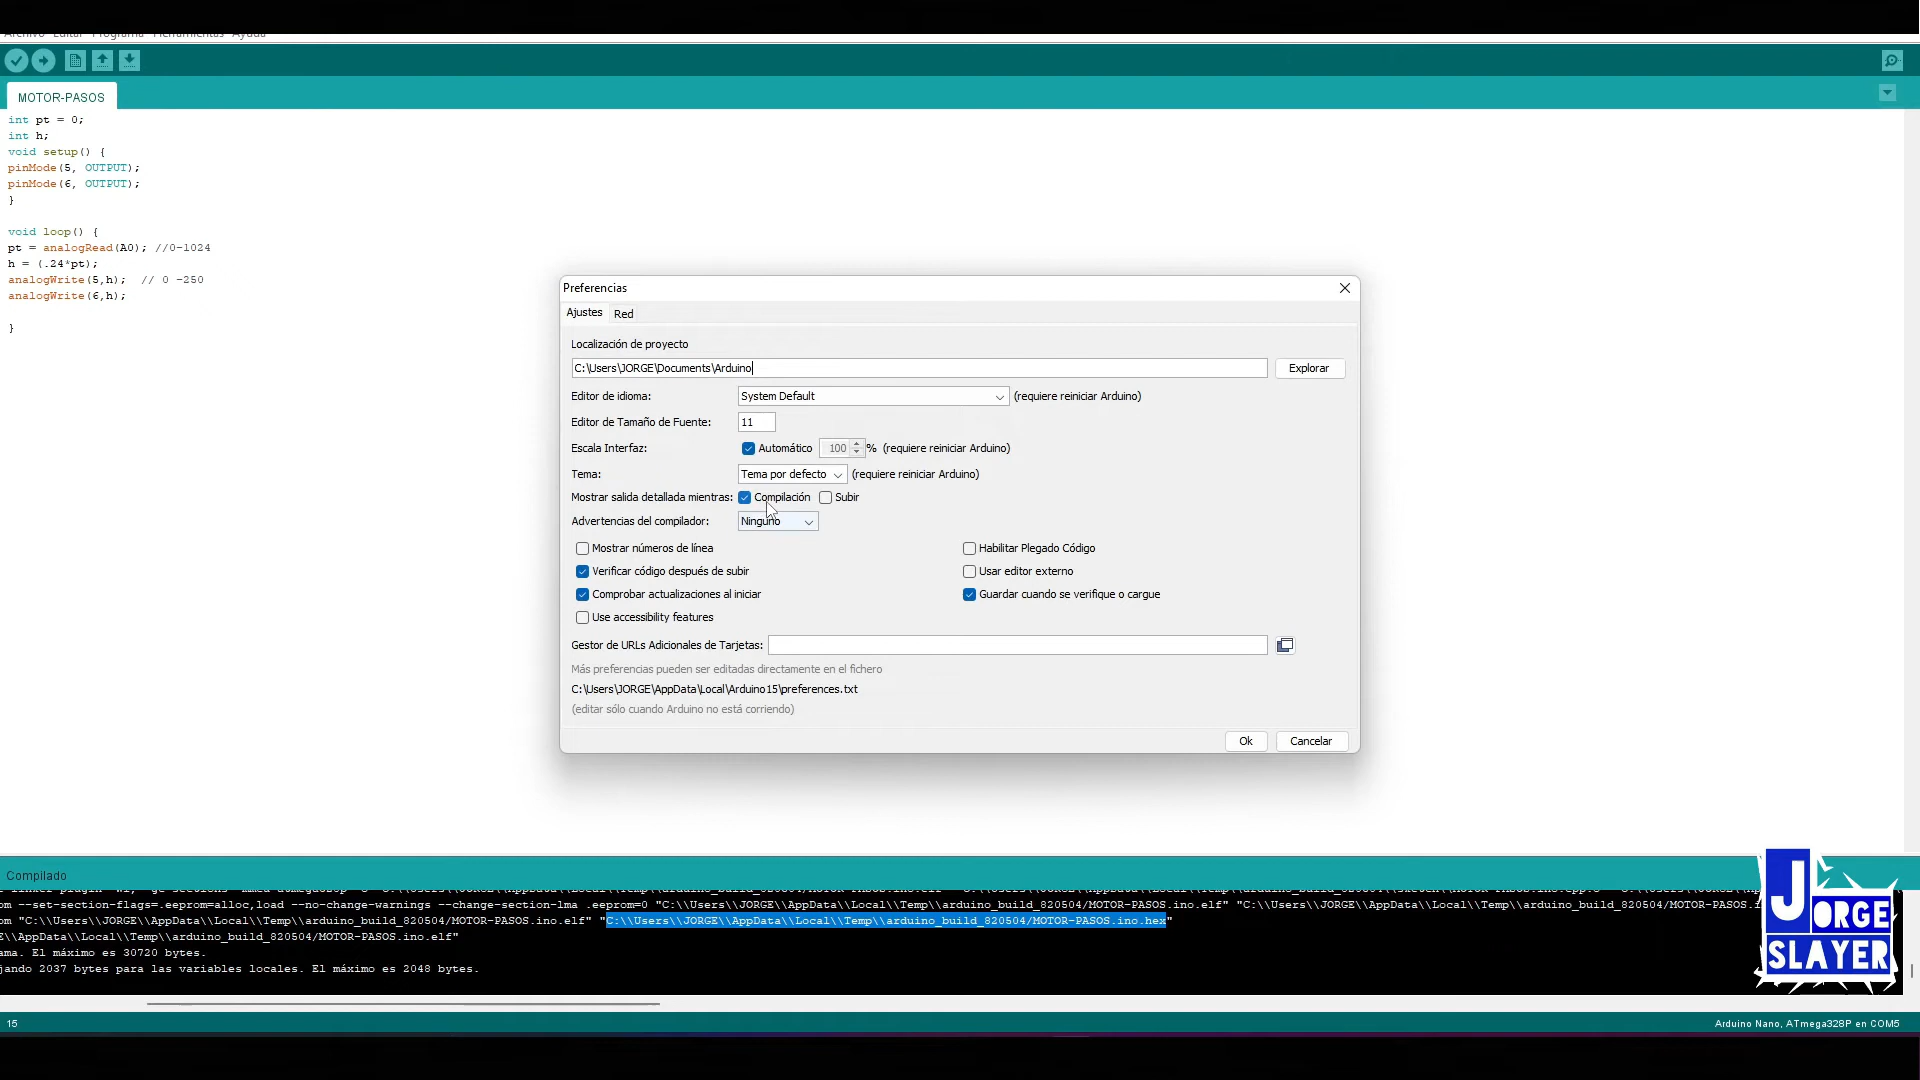 Archivo Editar Programa Herramientas Ayuda
MOTOR-PASOS
int pt = 0;
int h;
void setup() {
pinMode(5, OUTPUT);
pinMode(6, OUTPUT);
}
void loop() {
pt = analogRead(A0); //0-1024
h = (.24*pt);
analogWrite(5,h); // 0 -250
analogWrite(6,h);
}
Preferencias
Ajustes Red
Localización de proyecto
C:\Users\JORGE\Documents\Arduino Explorar
Editor de idioma: System Default (requiere reiniciar Arduino)
Editor de Tamaño de Fuente: 11
Escala Interfaz: Automático 100 % (requiere reiniciar Arduino)
Tema: Tema por defecto (requiere reiniciar Arduino)
Mostrar salida detallada mientras: Compilación Subir
Advertencias del compilador: Ninguno
Mostrar números de línea Habilitar Plegado Código
Verificar código después de subir Usar editor externo
Comprobar actualizaciones al iniciar Guardar cuando se verifique o cargue
Use accessibility features
Gestor de URLs Adicionales de Tarjetas:
Más preferencias pueden ser editadas directamente en el fichero
C:\Users\JORGE\AppData\Local\Arduino15\preferences.txt
(editar sólo cuando Arduino no está corriendo)
Ok Cancelar
Compilado
om --set-section-flags=.eeprom=alloc,load --no-change-warnings --change-section-lma .eeprom=0 "C:\\Users\\JORGE\\AppData\\Local\\Temp\\arduino_build_820504/MOTOR-PASOS.ino.elf" "C:\\Users\\JORGE\\AppData\\Local\\Temp\\arduino_build_820504/MOTOR-PASOS.
om "C:\\Users\\JORGE\\AppData\\Local\\Temp\\arduino_build_820504/MOTOR-PASOS.ino.elf" "C:\\Users\\JORGE\\AppData\\Local\\Temp\\arduino_build_820504/MOTOR-PASOS.ino.hex"
E\\AppData\\Local\\Temp\\arduino_build_820504/MOTOR-PASOS.ino.elf"
ama. El máximo es 30720 bytes.
jando 2037 bytes para las variables locales. El máximo es 2048 bytes.
JORGE
SLAYER
15 Arduino Nano, ATmega328P en COM5